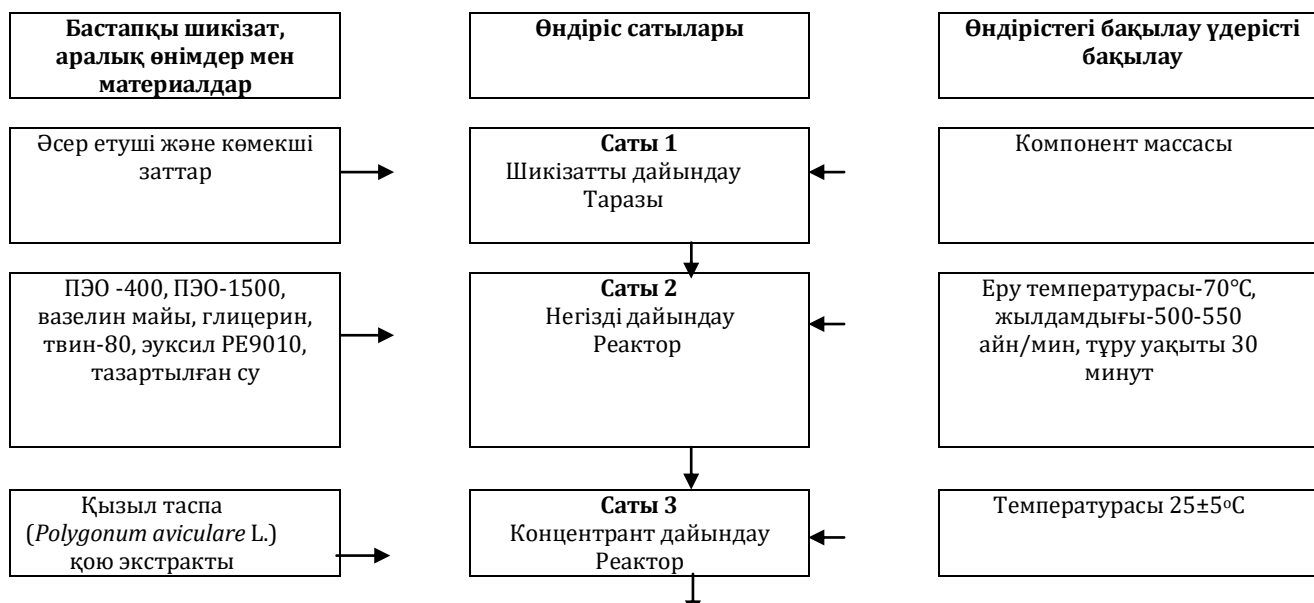 Бастапқы шикізат,
аралық өнімдер мен
материалдар
Өндіріс сатылары
Өндірістегі бақылау үдерісті
бақылау
Әсер етуші және көмекші
заттар
Саты 1
Шикізатты дайындау
Таразы
Компонент массасы
ПЭО -400, ПЭО-1500,
вазелин майы, глицерин,
твин-80, эуксил PE9010,
тазартылған су
Саты 2
Негізді дайындау
Реактор
Еру температурасы-70°C,
жылдамдығы-500-550
айн/мин, тұру уақыты 30
минут
Қызыл таспа
(Polygonum aviculare L.)
қою экстракты
Саты 3
Концентрант дайындау
Реактор
Температурасы 25±5°C